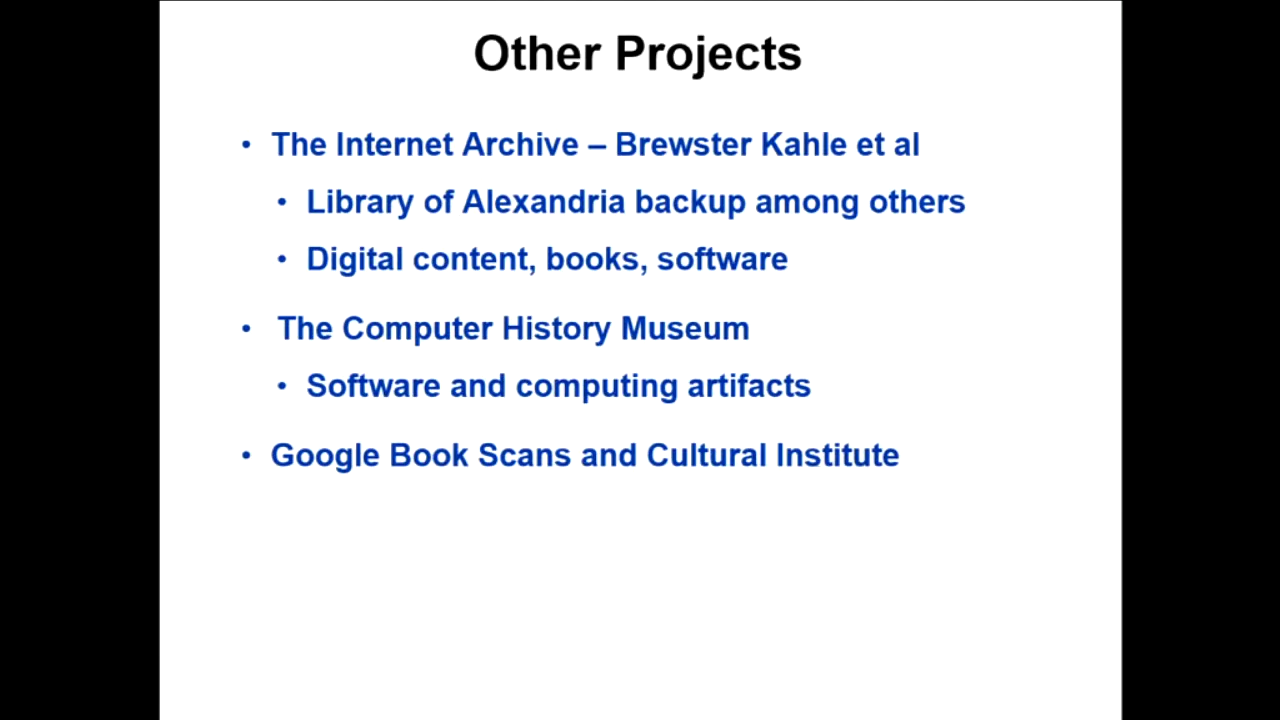 Other Projects
• The Internet Archive – Brewster Kahle et al
• Library of Alexandria backup among others
• Digital content, books, software
• The Computer History Museum
• Software and computing artifacts
• Google Book Scans and Cultural Institute